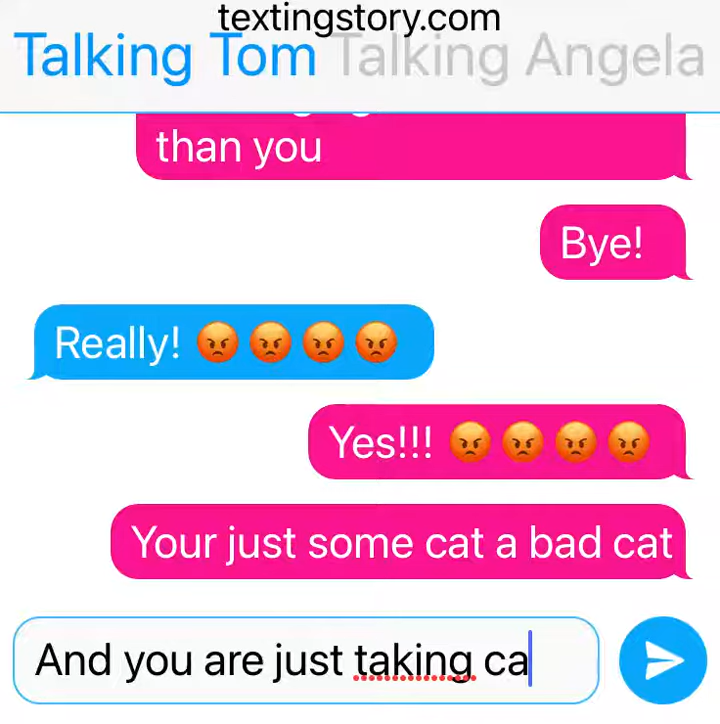 textingstory.com
Talking Tom Talking Angela
than you
Bye!
Really! 😡 😡 😡 😡
Yes!!! 😡 😡 😡 😡
Your just some cat a bad cat
And you are just taking ca